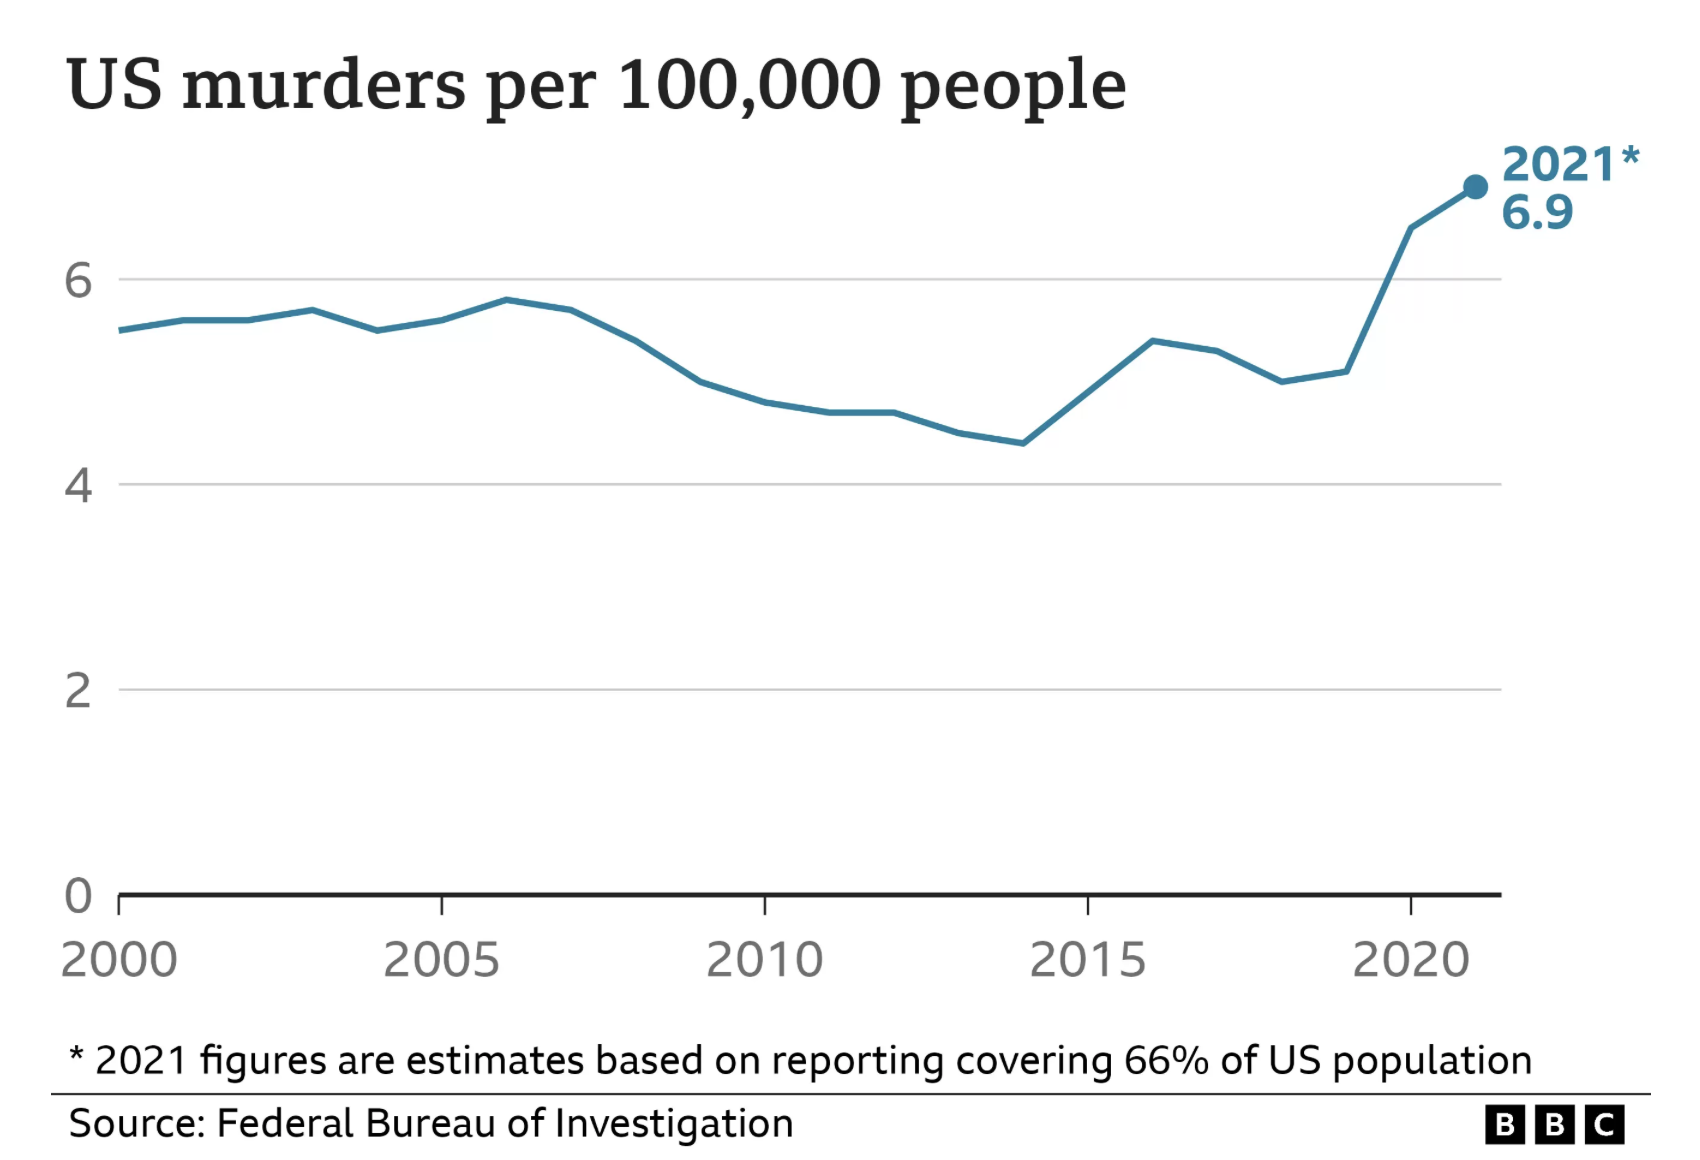 US murders per 100,000 people
2021*
6.9
6
4
2
0
2000 2005 2010 2015 2020
* 2021 figures are estimates based on reporting covering 66% of US population
Source: Federal Bureau of Investigation
BBC